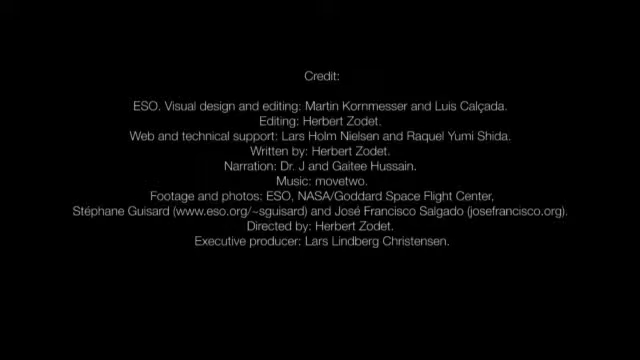 Credit:
ESO. Visual design and editing: Martin Kornmesser and Luis Calçada.
Editing: Herbert Zodet.
Web and technical support: Lars Holm Nielsen and Raquel Yumi Shida.
Written by: Herbert Zodet.
Narration: Dr. J and Gaitee Hussain.
Music: movetwo.
Footage and photos: ESO, NASA/Goddard Space Flight Center,
Stéphane Guisard (www.eso.org/~sguisard) and José Francisco Salgado (josefrancisco.org).
Directed by: Herbert Zodet.
Executive producer: Lars Lindberg Christensen.